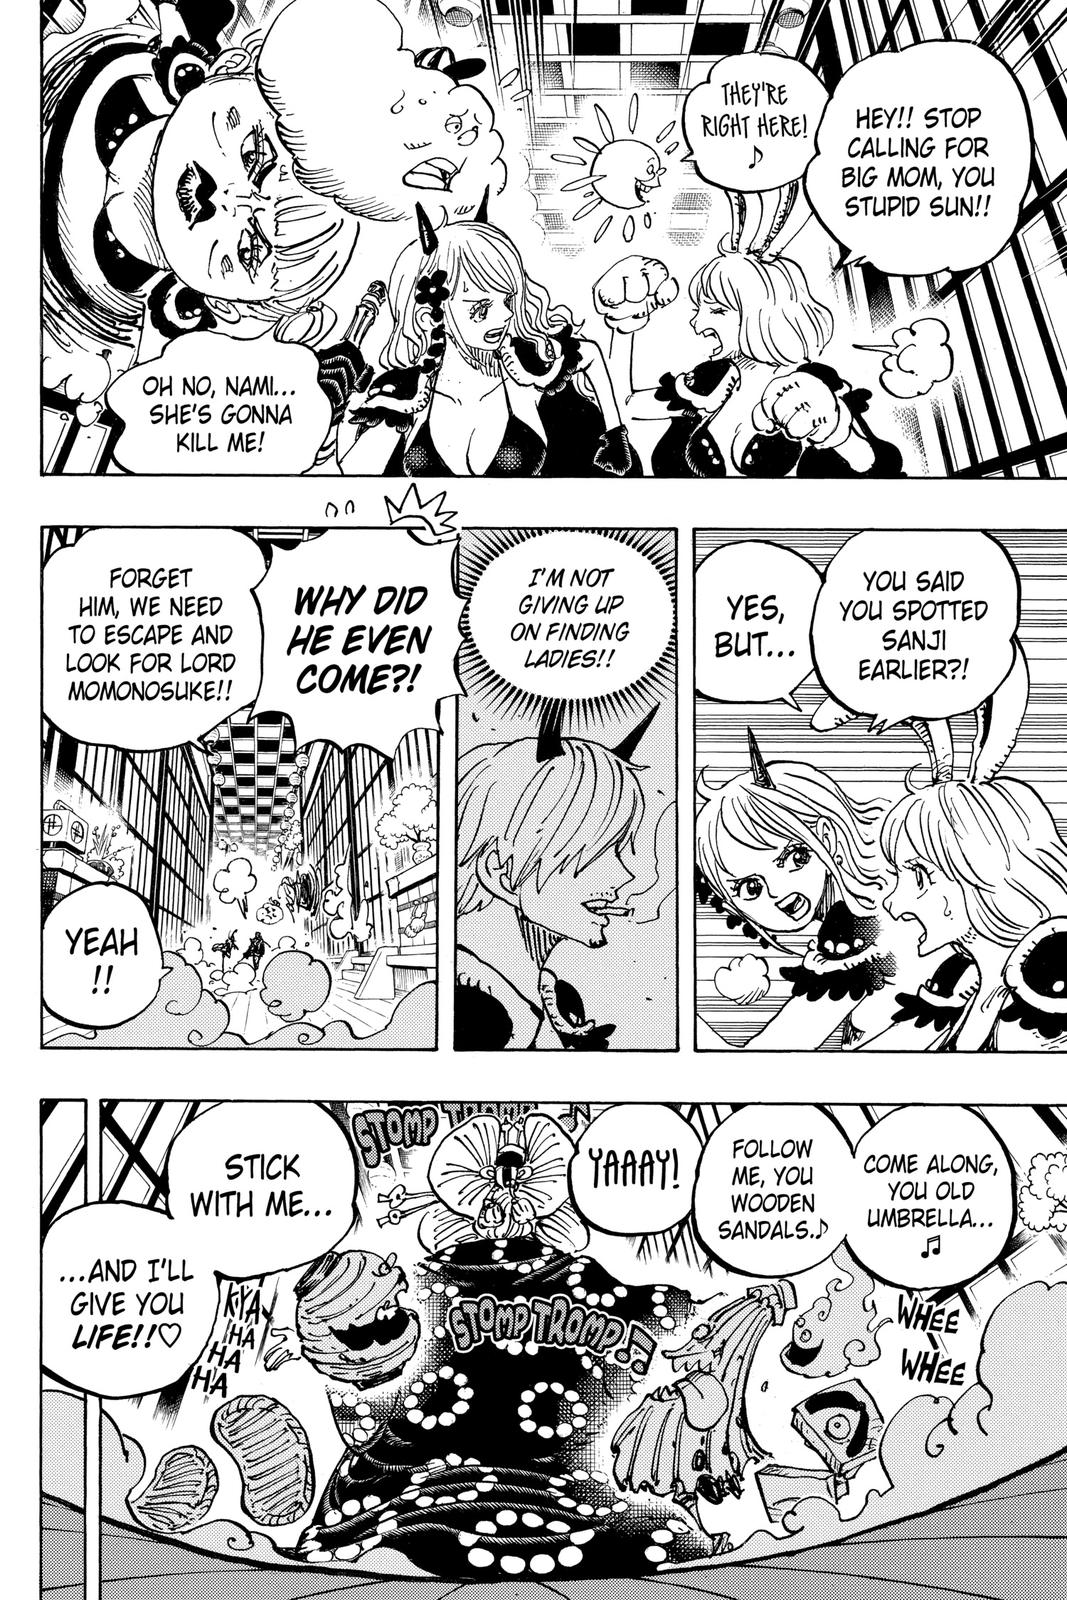 HEY!! STOP
CALLING FOR
BIG MOM, YOU
STUPID SUN!!
THEY'RE
RIGHT HERE!
♪
OH NO, NAMI...
SHE'S GONNA
KILL ME!
YOU SAID
YOU SPOTTED
SANJI
EARLIER?!
YES,
BUT...
I'M NOT
GIVING UP
ON FINDING
LADIES!!
WHY DID
HE EVEN
COME?!
FORGET
HIM, WE NEED
TO ESCAPE AND
LOOK FOR LORD
MOMONOSUKE!!
YEAH
!!
COME ALONG,
YOU OLD
UMBRELLA...
♫
FOLLOW
ME, YOU
WOODEN
SANDALS.♪
YAAAY!
STOMP TROMP ♫
STOMP TROMP ♫
WHEE
WHEE
STICK
WITH ME...
...AND I'LL
GIVE YOU
LIFE!!♡
KYA
HA
HA
HA